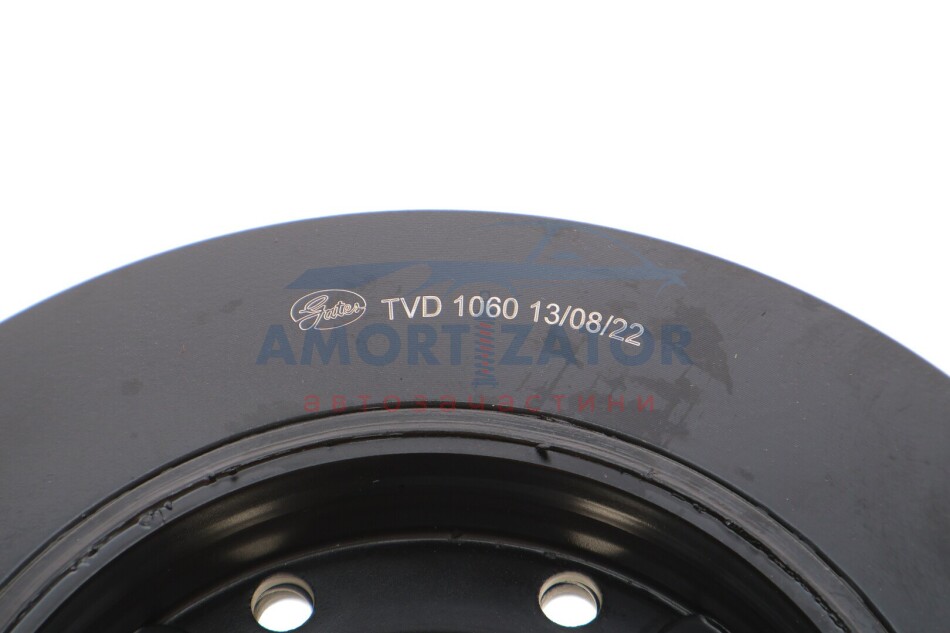 Gates TVD 1060 13/08/22
AMORTIZATOR
автозапчастини